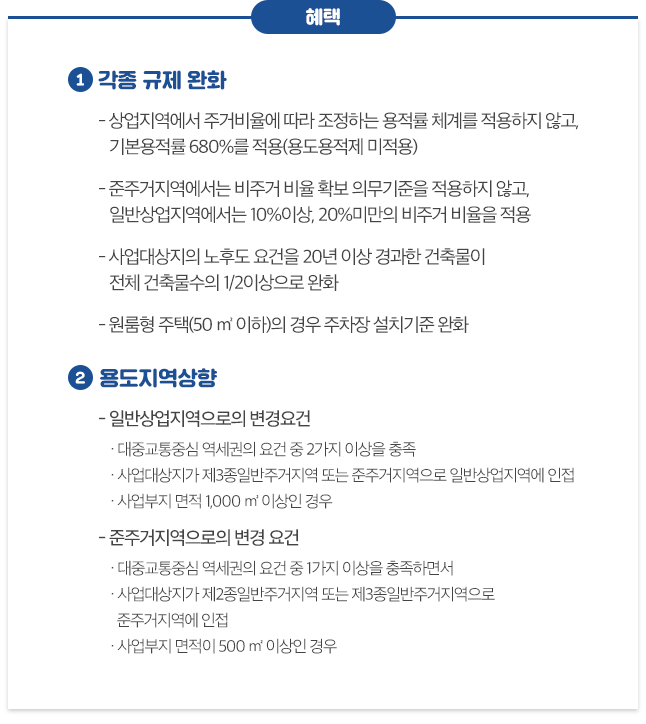 혜택
1 각종 규제 완화
- 상업지역에서 주거비율에 따라 조정하는 용적률 체계를 적용하지 않고,
기본용적률 680%를 적용(용도용적제 미적용)
- 준주거지역에서는 비주거 비율 확보 의무기준을 적용하지 않고,
일반상업지역에서는 10%이상, 20%미만의 비주거 비율을 적용
- 사업대상지의 노후도 요건을 20년 이상 경과한 건축물이
전체 건축물수의 1/2이상으로 완화
- 원룸형 주택(50 ㎡ 이하)의 경우 주차장 설치기준 완화
2 용도지역상향
- 일반상업지역으로의 변경요건
· 대중교통중심 역세권의 요건 중 2가지 이상을 충족
· 사업대상지가 제3종일반주거지역 또는 준주거지역으로 일반상업지역에 인접
· 사업부지 면적 1,000 ㎡ 이상인 경우
- 준주거지역으로의 변경 요건
· 대중교통중심 역세권의 요건 중 1가지 이상을 충족하면서
· 사업대상지가 제2종일반주거지역 또는 제3종일반주거지역으로
준주거지역에 인접
· 사업부지 면적이 500 ㎡ 이상인 경우